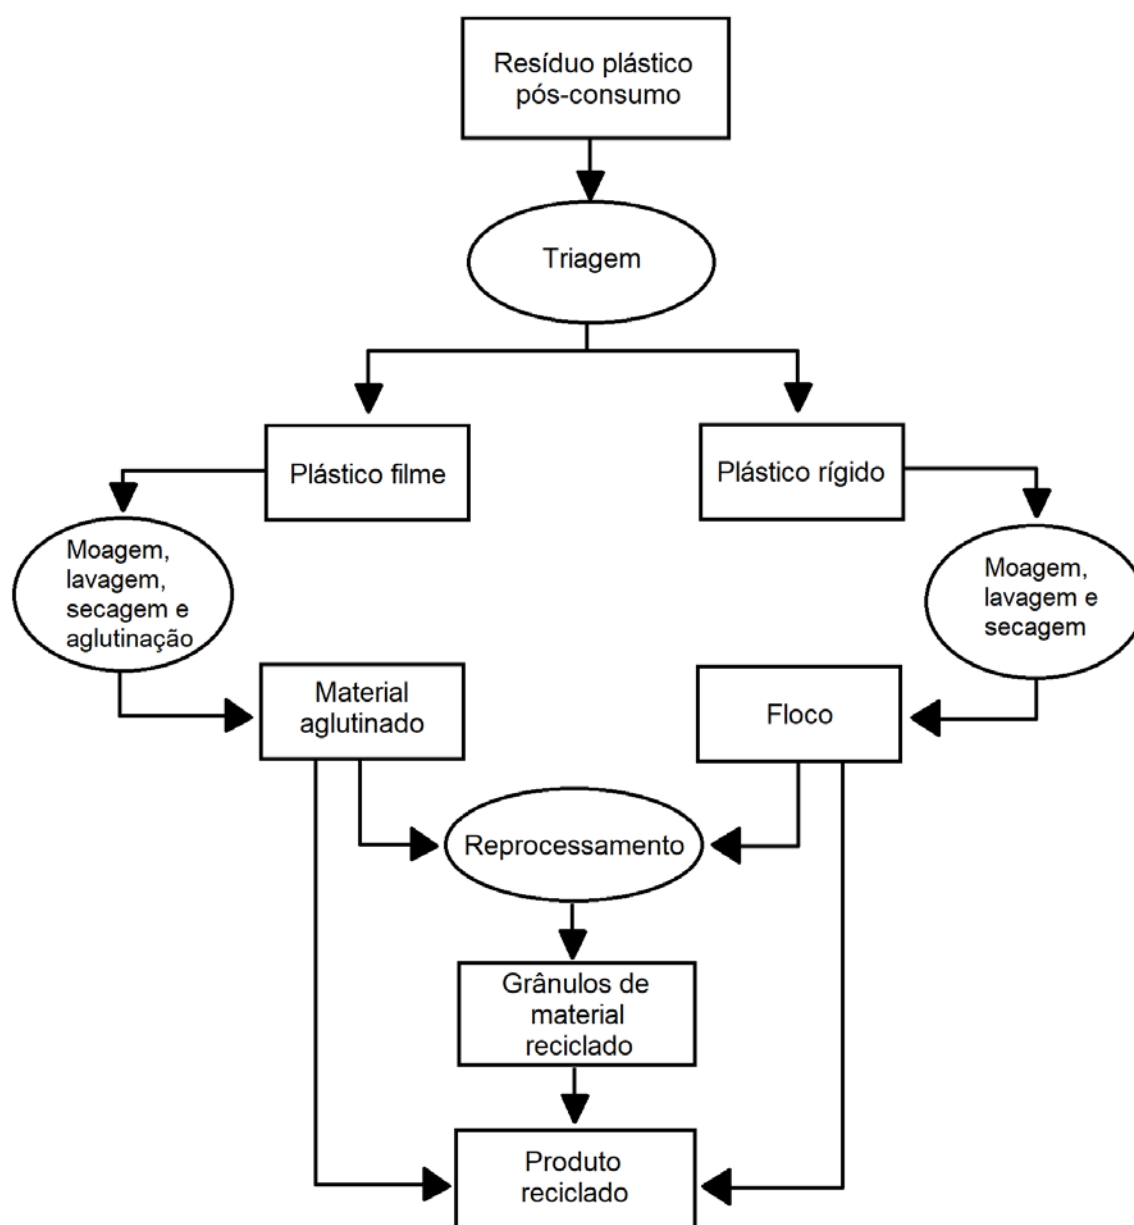 Resíduo plástico
pós-consumo
Triagem
Plástico filme
Plástico rígido
Moagem,
lavagem,
secagem e
aglutinação
Moagem,
lavagem e
secagem
Material
aglutinado
Floco
Reprocessamento
Grânulos de
material
reciclado
Produto
reciclado